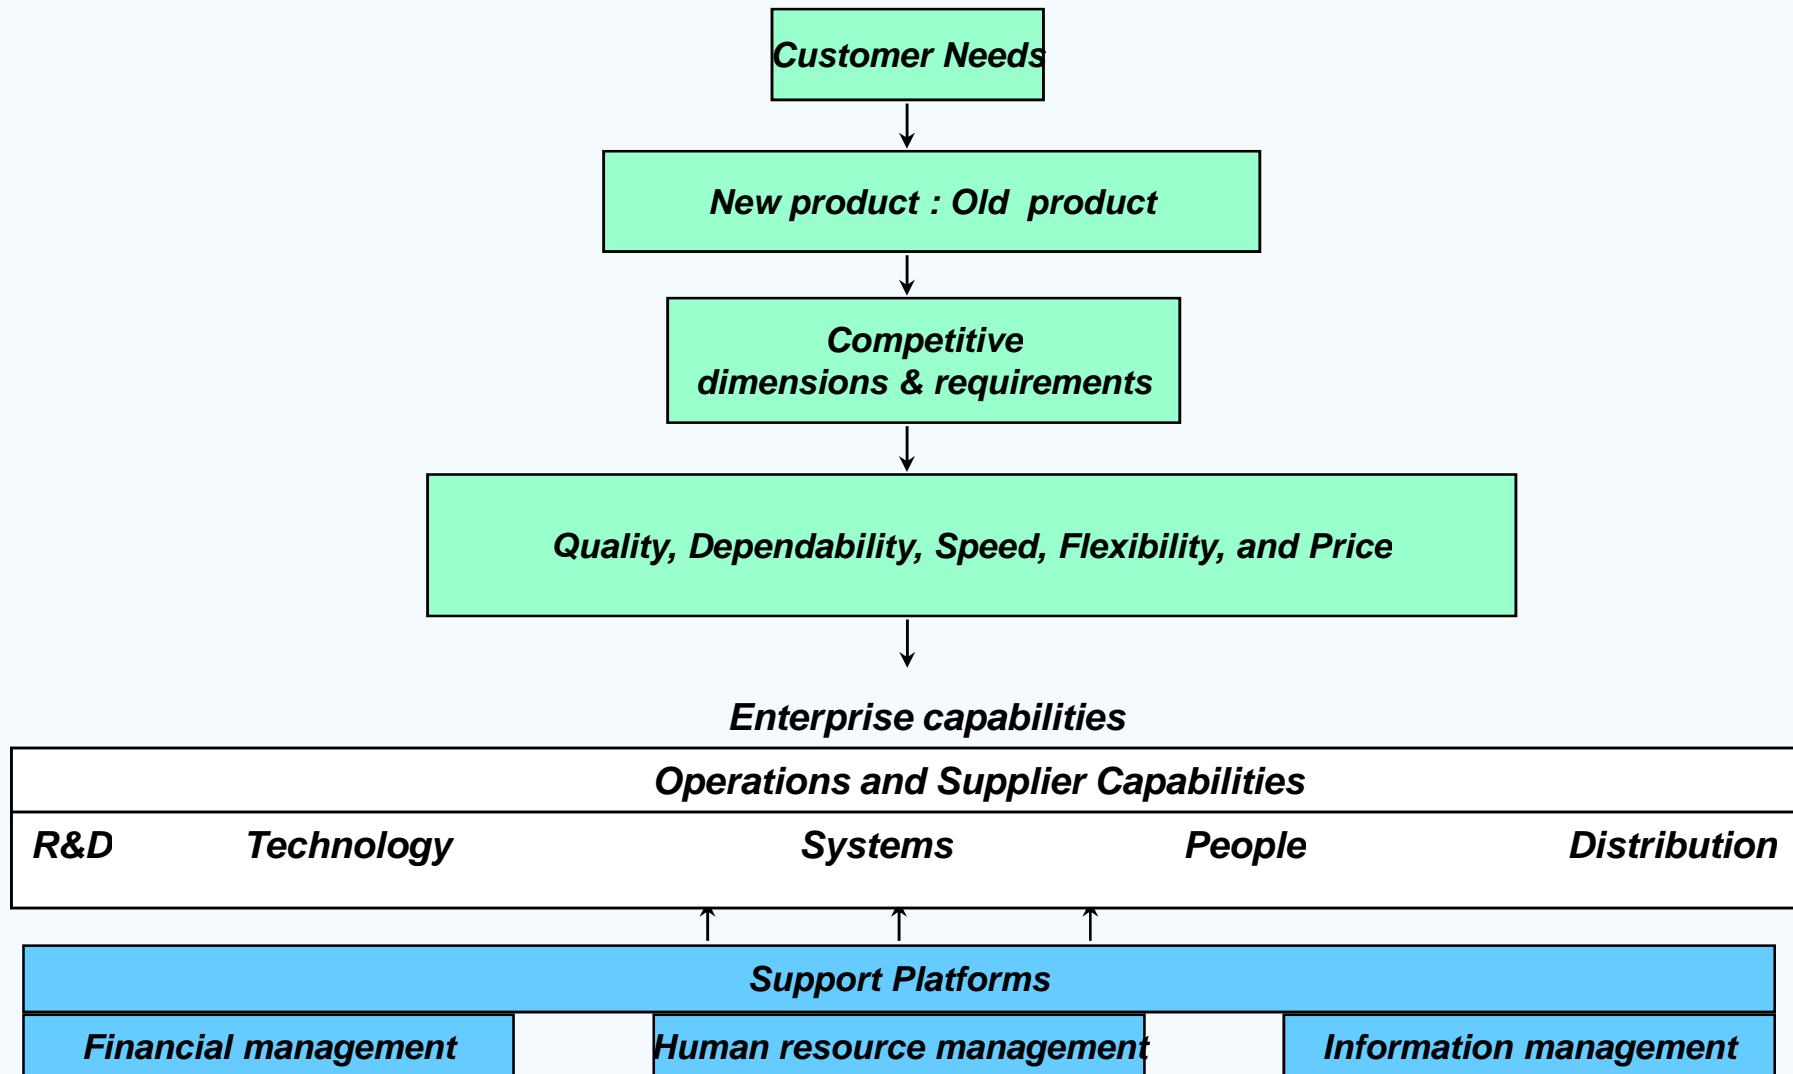 Customer Needs
New product : Old product
Competitive
dimensions & requirements
Quality, Dependability, Speed, Flexibility, and Price
Enterprise capabilities
Operations and Supplier Capabilities
R&D Technology Systems People Distribution
Support Platforms
Financial management Human resource management Information management